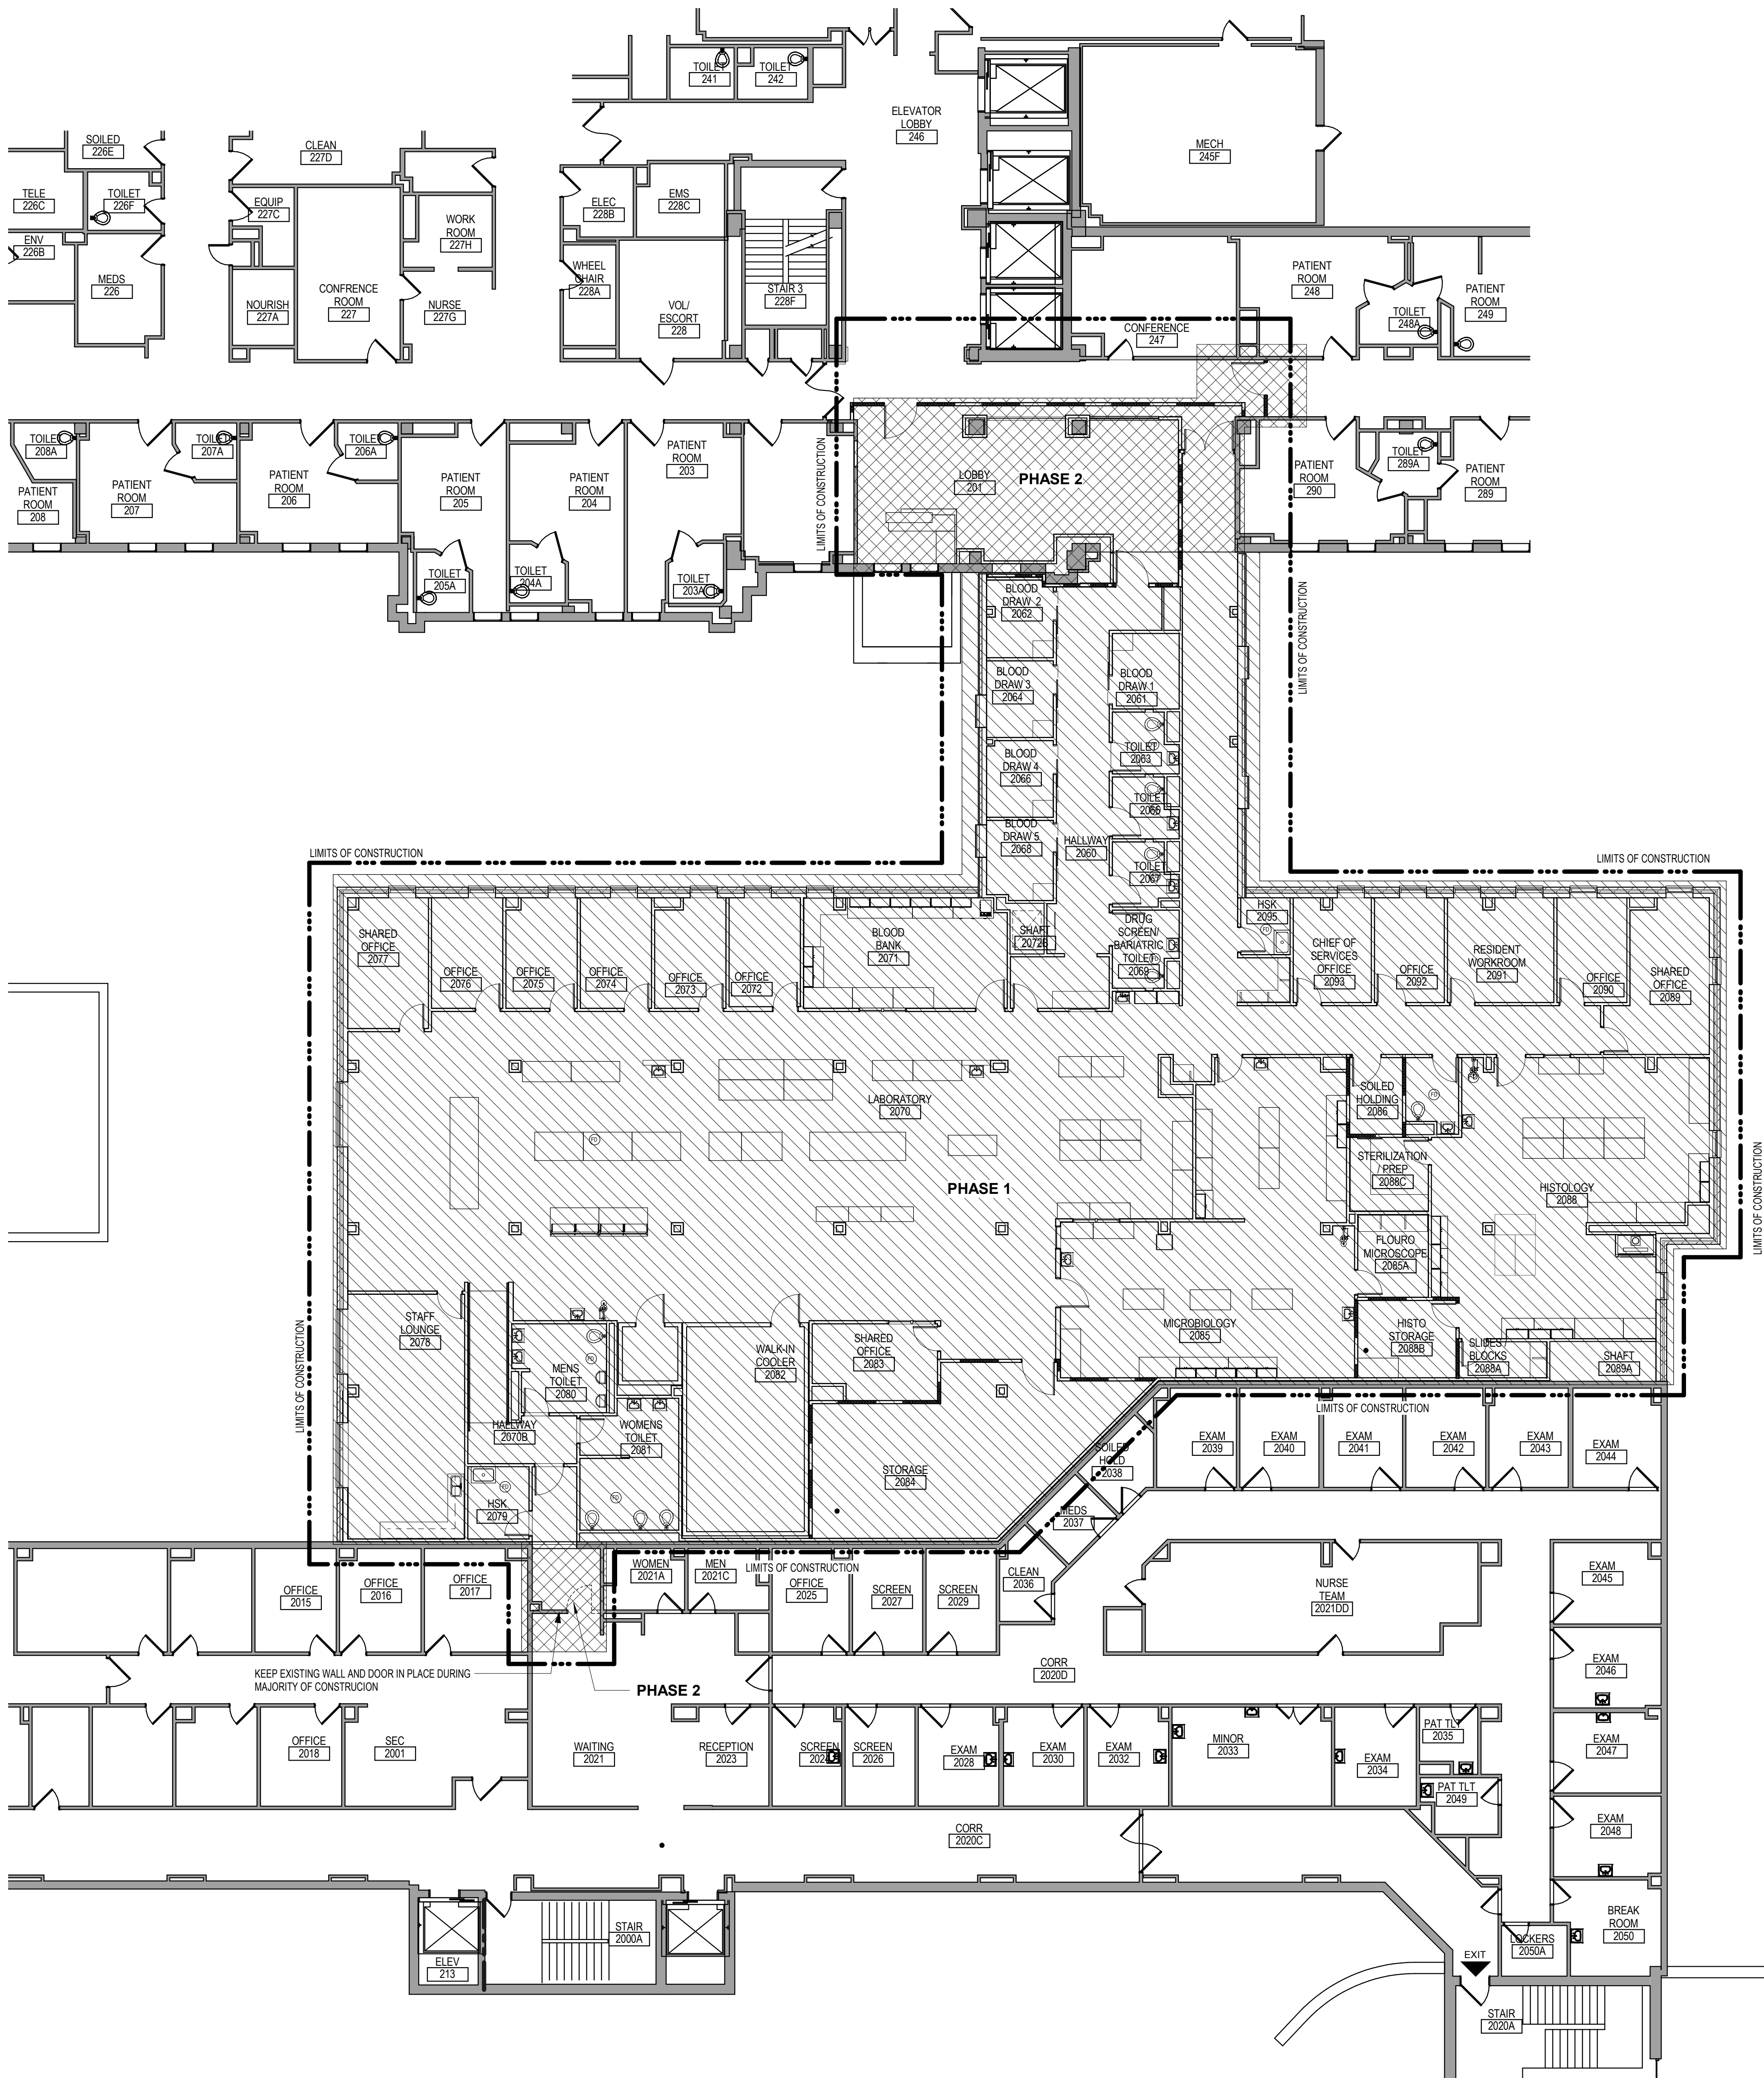 TOILET
241
TOILET
242
ELEVATOR
LOBBY
246
MECH
245F
SOILED
226E
CLEAN
227D
TELE
226C
TOILET
226F
EQUIP
227C
WORK
ROOM
227H
ELEC
228B
EMS
228C
ENV
226B
MEDS
226
NOURISH
227A
CONFRENCE
ROOM
227
NURSE
227G
WHEEL
CHAIR
228A
VOL/
ESCORT
228
STAIR 3
228F
PATIENT
ROOM
248
TOILET
248A
PATIENT
ROOM
249
CONFERENCE
247
TOILET
208A
PATIENT
ROOM
208
TOILET
207A
PATIENT
ROOM
207
TOILET
206A
PATIENT
ROOM
206
PATIENT
ROOM
205
TOILET
205A
PATIENT
ROOM
204
TOILET
204A
PATIENT
ROOM
203
TOILET
203A
LIMITS OF CONSTRUCTION
LOBBY
201
PHASE 2
PATIENT
ROOM
290
TOILET
289A
PATIENT
ROOM
289
LIMITS OF CONSTRUCTION
BLOOD
DRAW 2
2062
BLOOD
DRAW 3
2064
BLOOD
DRAW 1
2061
BLOOD
DRAW 4
2066
TOILET
2063
TOILET
BLOOD
DRAW 5
2068
HALLWAY
2060
TOILET
2067
LIMITS OF CONSTRUCTION
LIMITS OF CONSTRUCTION
SHARED
OFFICE
2077
OFFICE
2076
OFFICE
2075
OFFICE
2074
OFFICE
2073
OFFICE
2072
BLOOD
BANK
2071
SHAFT
2072B
DRUG
SCREEN/
BARIATRIC
TOILET
2069
FD
HSK
2095
FD
CHIEF OF
SERVICES
OFFICE
2093
OFFICE
2092
RESIDENT
WORKROOM
2091
OFFICE
2090
SHARED
OFFICE
2089
LABORATORY
2070
FD
PHASE 1
SOILED
HOLDING
2086
FD
STERILIZATION
/ PREP
2088C
HISTOLOGY
2088
FLOURO
MICROSCOPE
2085A
LIMITS OF CONSTRUCTION
LIMITS OF CONSTRUCTION
STAFF
LOUNGE
2078
MENS
TOILET
2080
FD
WALK-IN
COOLER
2082
SHARED
OFFICE
2083
MICROBIOLOGY
2085
HISTO
STORAGE
2088B
SLIDES /
BLOCKS
2088A
SHAFT
2089A
HALLWAY
2070B
WOMENS
TOILET
2081
FD
HSK
2079
FD
STORAGE
2084
LIMITS OF CONSTRUCTION
SOILED
HOLD
2038
MEDS
2037
EXAM
2039
EXAM
2040
EXAM
2041
EXAM
2042
EXAM
2043
EXAM
2044
OFFICE
2015
OFFICE
2016
OFFICE
2017
WOMEN
2021A
MEN
2021C
LIMITS OF CONSTRUCTION
OFFICE
2025
SCREEN
2027
SCREEN
2029
CLEAN
2036
NURSE
TEAM
2021DD
EXAM
2045
EXAM
2046
KEEP EXISTING WALL AND DOOR IN PLACE DURING
MAJORITY OF CONSTRUCION
PHASE 2
CORR
2020D
OFFICE
2018
SEC
2001
WAITING
2021
RECEPTION
2023
SCREEN
2024
SCREEN
2026
EXAM
2028
EXAM
2030
EXAM
2032
MINOR
2033
EXAM
2034
PAT TLT
2035
EXAM
2047
PAT TLT
2049
EXAM
2048
CORR
2020C
STAIR
2000A
ELEV
213
BREAK
ROOM
2050
LOCKERS
2050A
EXIT
STAIR
2020A